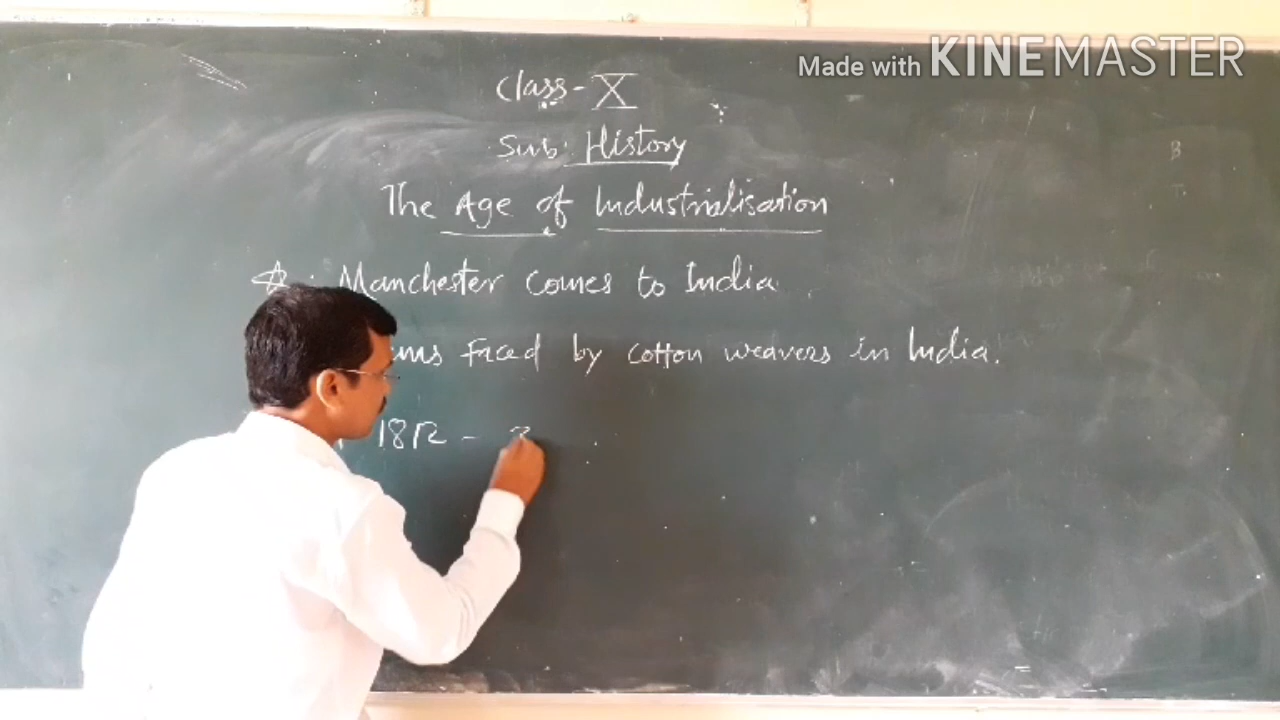 Made with KINEMASTER
Class - X
Sub: History
The Age of Industrialisation
Manchester Comes to India
faced by cotton weavers in India.
1812 -